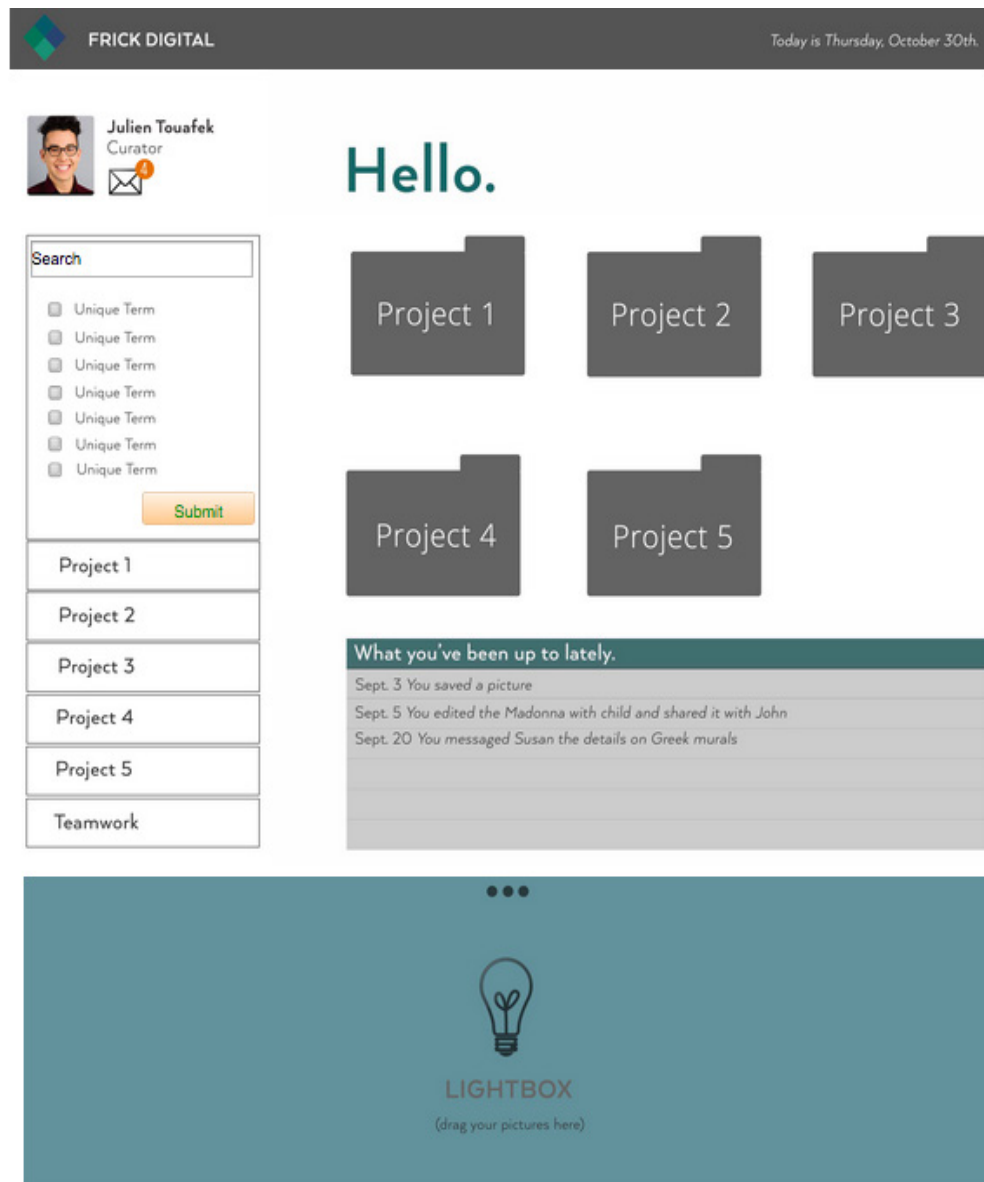 FRICK DIGITAL
Today is Thursday, October 30th.
Julien Touafek
Curator
4
Hello.
Search
Unique Term
Unique Term
Unique Term
Unique Term
Unique Term
Unique Term
Unique Term
Submit
Project 1
Project 2
Project 3
Project 4
Project 5
Teamwork
Project 1
Project 2
Project 3
Project 4
Project 5
What you've been up to lately.
Sept. 3 You saved a picture
Sept. 5 You edited the Madonna with child and shared it with John
Sept. 20 You messaged Susan the details on Greek murals
LIGHTBOX
(drag your pictures here)